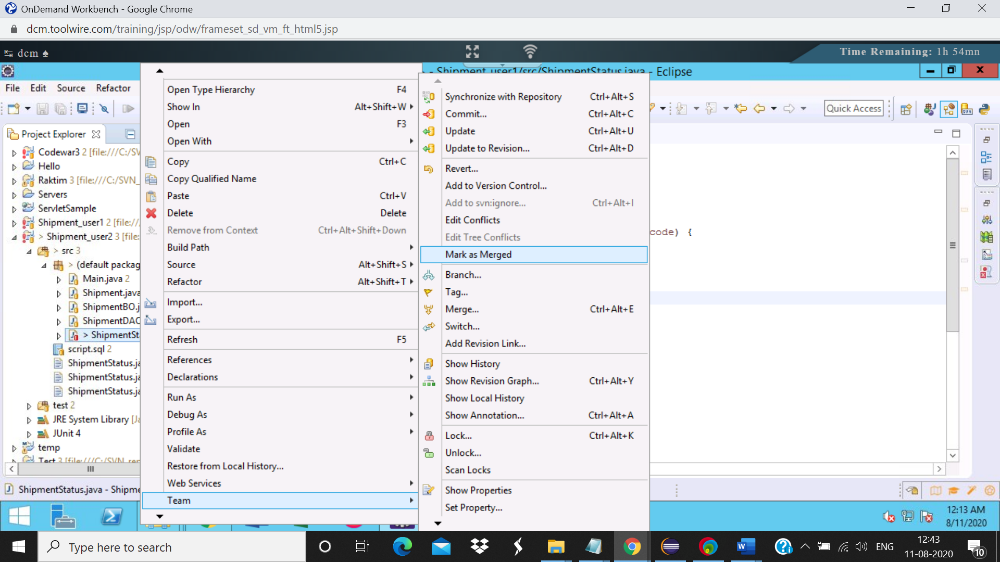 OnDemand Workbench - Google Chrome
dcm.toolwire.com/training/jsp/odw/frameset_sd_vm_ft_html5.jsp
dcm ♠
Time Remaining: 1h 54mn
- Shipment_user1/src/ShipmentStatus.java - Eclipse
File Edit Source Refactor
Quick Access
Project Explorer
Codewar3 2 [file:///C:/SV
Hello
Raktim 3 [file:///C:/SVN_
Servers
ServletSample
Shipment_user1 2 [file://
> Shipment_user2 3 [file:
> src 3
> (default packag
Main.java 2
Shipment.java
ShipmentBO.j
ShipmentDAO
> ShipmentSt
script.sql 2
ShipmentStatus.ja
ShipmentStatus.ja
ShipmentStatus.ja
test 2
JRE System Library [Ja
JUnit 4
temp
Test 3 [file:///C:/SVN_rep
ShipmentStatus.java - Shipme
Open Type Hierarchy F4
Show In Alt+Shift+W
Open F3
Open With
Copy Ctrl+C
Copy Qualified Name
Paste Ctrl+V
Delete Delete
Remove from Context Ctrl+Alt+Shift+Down
Build Path
Source Alt+Shift+S
Refactor Alt+Shift+T
Import...
Export...
Refresh F5
References
Declarations
Run As
Debug As
Profile As
Validate
Restore from Local History...
Web Services
Team
Synchronize with Repository Ctrl+Alt+S
Commit... Ctrl+Alt+C
Update Ctrl+Alt+U
Update to Revision... Ctrl+Alt+D
Revert...
Add to Version Control...
Add to svn:ignore... Ctrl+Alt+I
Edit Conflicts
Edit Tree Conflicts
Mark as Merged
Branch...
Tag...
Merge... Ctrl+Alt+E
Switch...
Add Revision Link...
Show History
Show Revision Graph... Ctrl+Alt+Y
Show Local History
Show Annotation... Ctrl+Alt+A
Lock... Ctrl+Alt+K
Unlock...
Scan Locks
Show Properties
Set Property...
code) {
12:13 AM
8/11/2020
Type here to search
ENG
12:43
11-08-2020
10